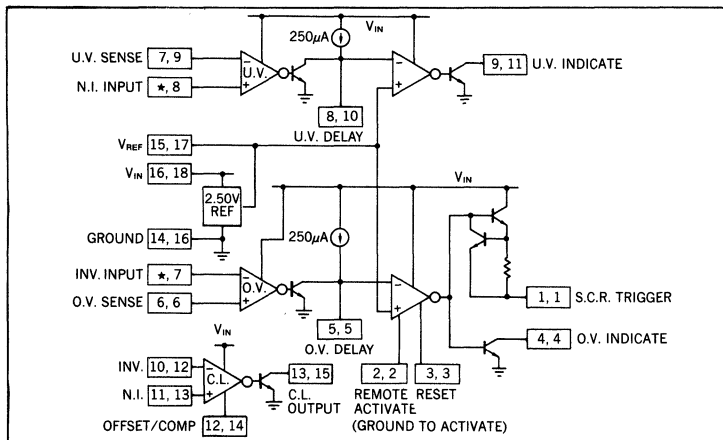 V_IN
250µA
U.V. SENSE 7, 9
U.V.
9, 11 U.V. INDICATE
N.I. INPUT ★, 8
8, 10
U.V. DELAY
V_REF 15, 17
V_IN 16, 18
V_IN
2.50V
REF
GROUND 14, 16
250µA
INV. INPUT ★, 7
O.V.
O.V. SENSE 6, 6
1, 1 S.C.R. TRIGGER
5, 5
O.V. DELAY
4, 4 O.V. INDICATE
V_IN
INV. 10, 12
C.L.
13, 15
C.L.
OUTPUT
2, 2
3, 3
N.I. 11, 13
REMOTE
ACTIVATE
RESET
OFFSET/COMP 12, 14
(GROUND TO ACTIVATE)